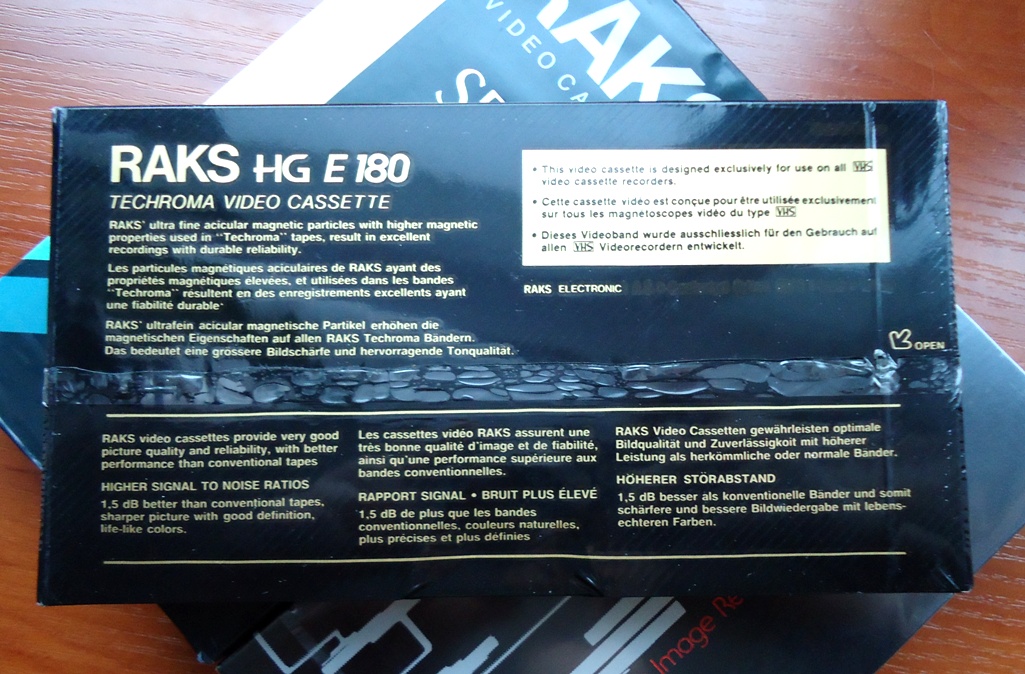 RAKS
VIDEO CA
RAKS HG E 180
TECHROMA VIDEO CASSETTE
RAKS' ultra fine acicular magnetic particles with higher magnetic
properties used in "Techroma" tapes, result in excellent
recordings with durable reliability.
Les particules magnétiques aciculaires de RAKS ayant des
propriétés magnétiques élevées, et utilisées dans les bandes
"Techroma" résultent en des enregistrements excellents ayant
une fiabilité durable'
RAKS' ultrafein acicular magnetische Partikel erhöhen die
magnetischen Eigenschaften auf allen RAKS Techroma Bändern.
Das bedeutet eine grössere Bildschärfe und hervorragende Tonqualität.
• This video cassette is designed exclusively for use on all VHS
video cassette recorders.
• Cette cassette vidéo est conçue pour être utilisée exclusivement
sur tous les magnétoscopes vidéo du type VHS
• Dieses Videoband wurde ausschliesslich für den Gebrauch auf
allen VHS Videorecordern entwickelt.
RAKS ELECTRONIC
OPEN
RAKS video cassettes provide very good
picture quality and reliability, with better
performance than conventional tapes
HIGHER SIGNAL TO NOISE RATIOS
1,5 dB better than conventional tapes,
sharper picture with good definition,
life-like colors.
Les cassettes vidéo RAKS assurent une
très bonne qualité d'image et de fiabilité,
ainsi qu'une performance supérieure aux
bandes conventionnelles.
RAPPORT SIGNAL • BRUIT PLUS ÉLEVÉ
1,5 dB de plus que les bandes
conventionnelles, couleurs naturelles,
plus précises et plus définies
RAKS Video Cassetten gewährleisten optimale
Bildqualität und Zuverlässigkoit mit höherer
Leistung als herkömmliche oder normale Bänder.
HÖHERER STÖRABSTAND
1,5 dB besser als konventionelle Bänder und somit
schärfere und bessere Bildwiedergabe mit lebens-
echteren Farben.
Image Re